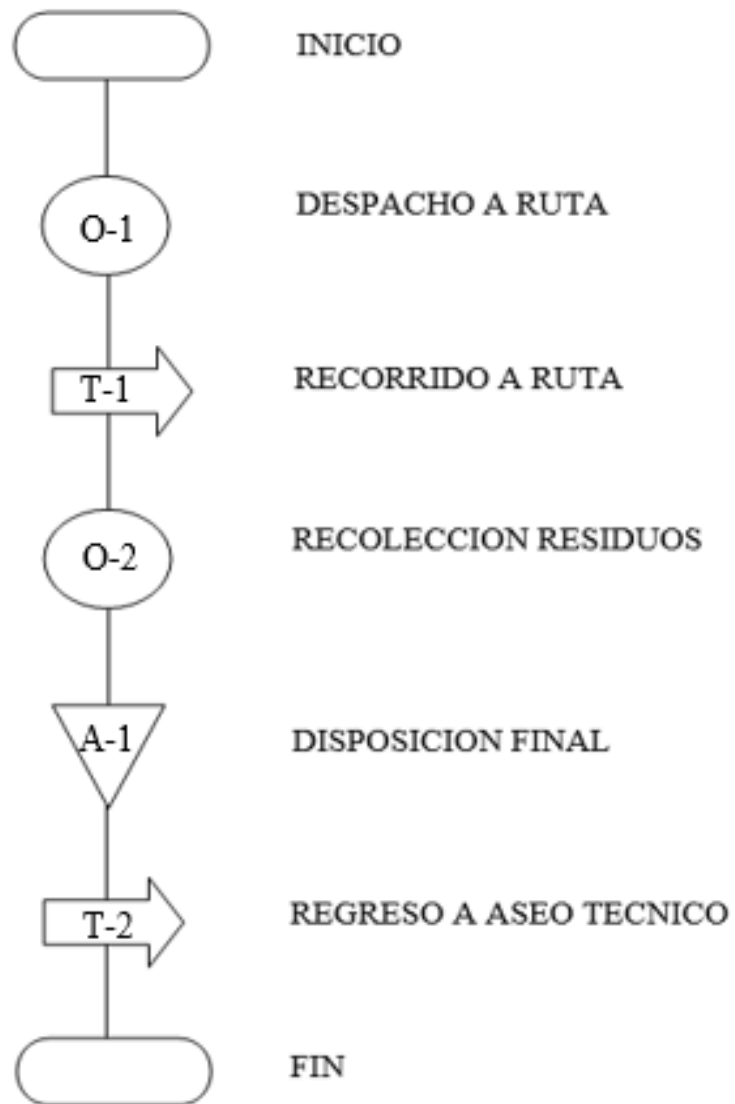 INICIO
O-1 DESPACHO A RUTA
T-1 RECORRIDO A RUTA
O-2 RECOLECCION RESIDUOS
A-1 DISPOSICION FINAL
T-2 REGRESO A ASEO TECNICO
FIN